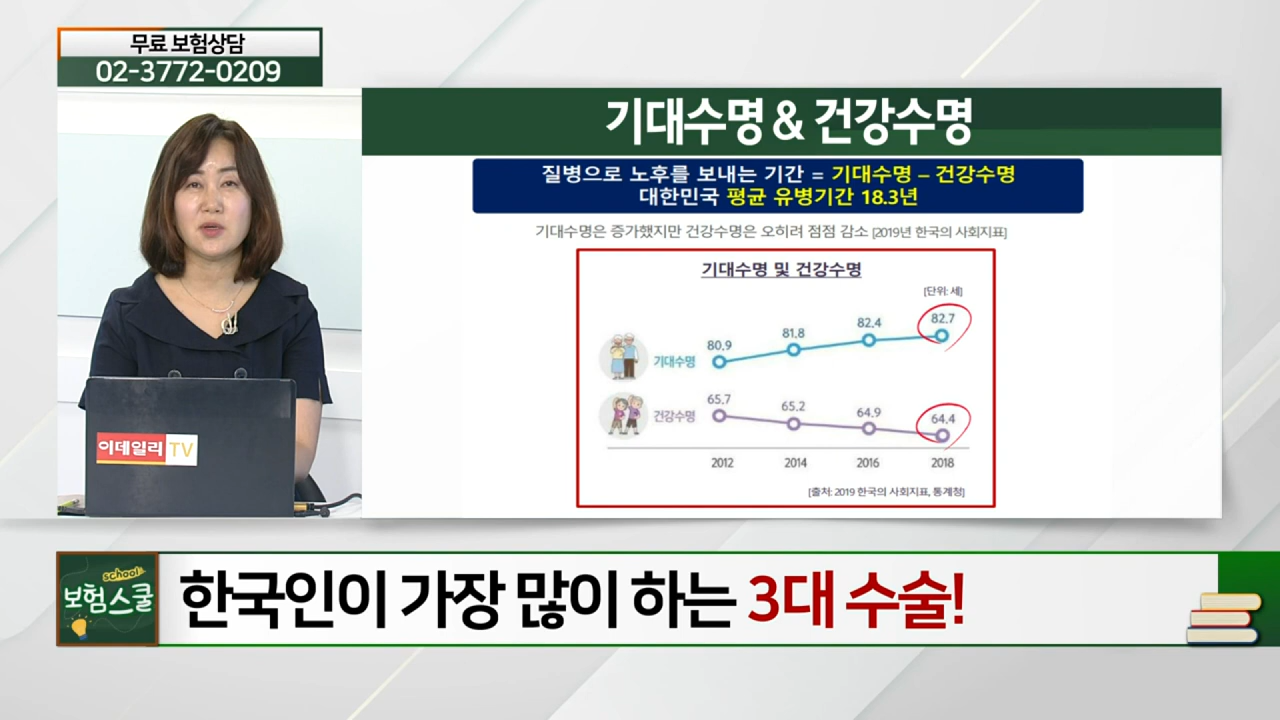 무료 보험상담
02-3772-0209
기대수명 & 건강수명
질병으로 노후를 보내는 기간 = 기대수명 – 건강수명
대한민국 평균 유병기간 18.3년
기대수명은 증가했지만 건강수명은 오히려 점점 감소 [2019년 한국의 사회지표]
기대수명 및 건강수명
[단위: 세]
80.9 81.8 82.4 82.7
기대수명
65.7 65.2 64.9 64.4
건강수명
2012 2014 2016 2018
[출처: 2019 한국의 사회지표, 통계청]
이데일리 TV
school
보험스쿨
한국인이 가장 많이 하는 3대 수술!